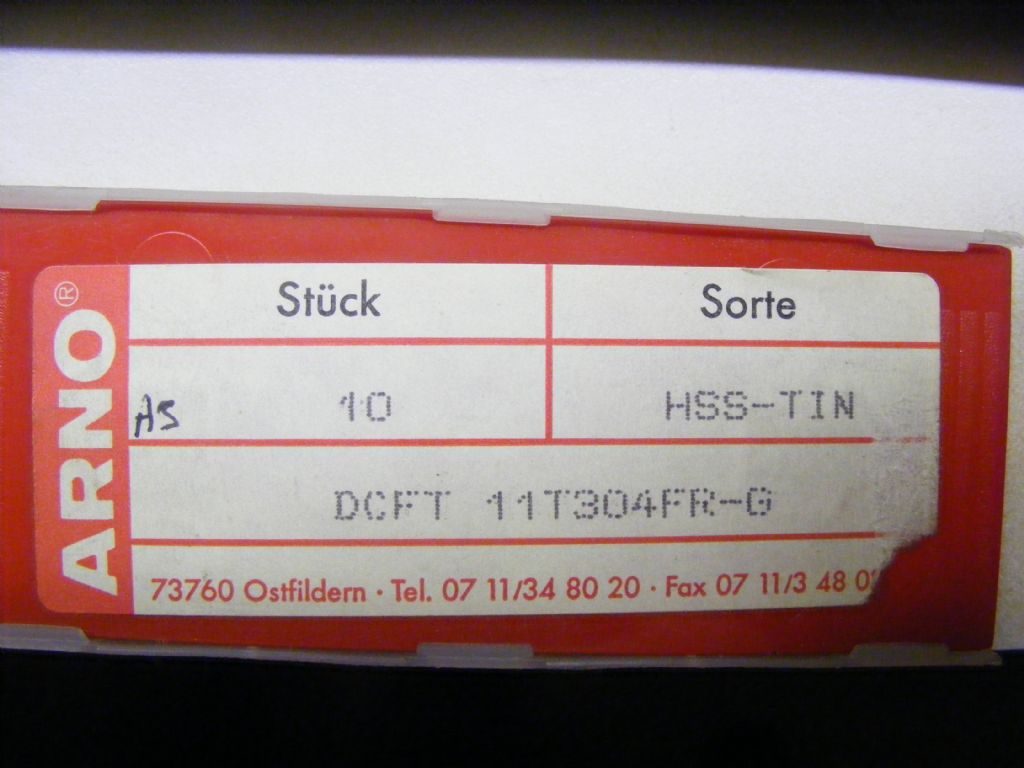 ARNO®
Stück Sorte
AS 10 HSS-TIN
DCFT 11T304FR-G
73760 Ostfildern · Tel. 07 11/34 80 20 · Fax 07 11/3 48 0